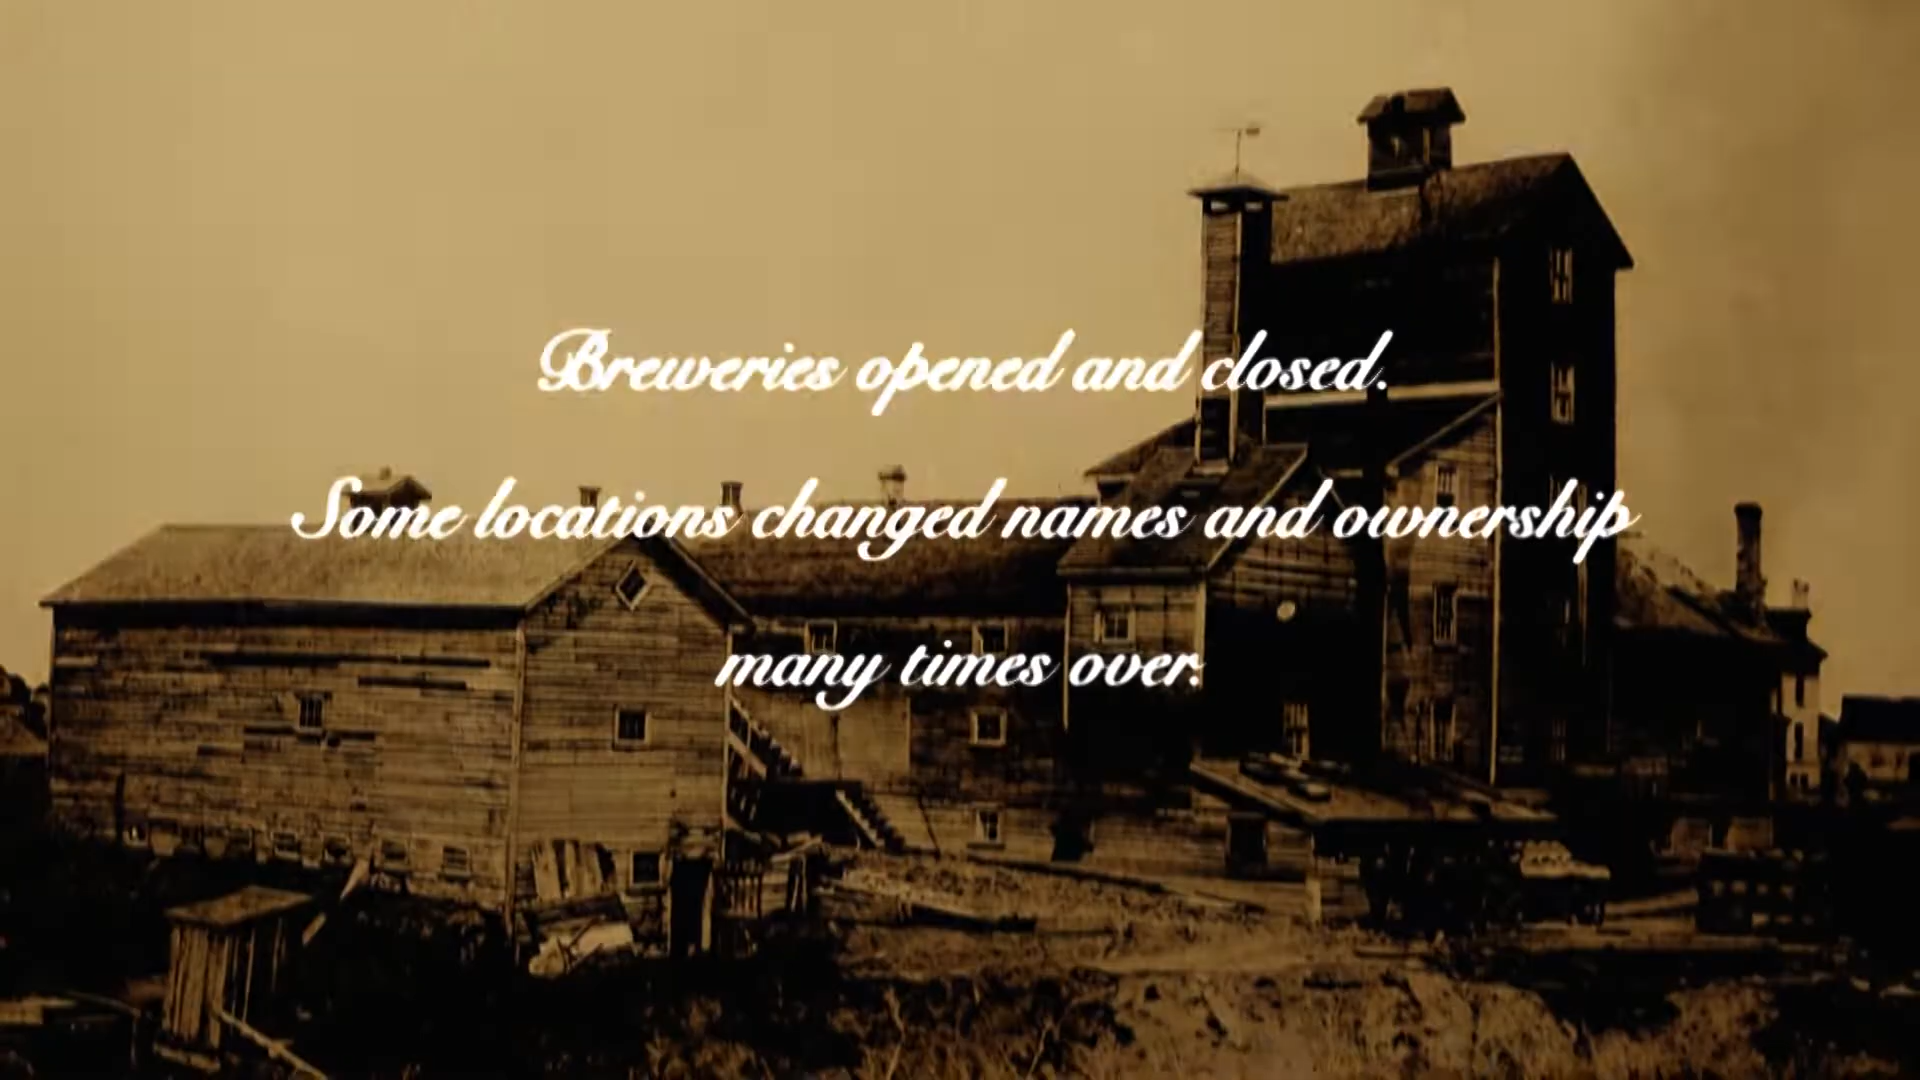 Breweries opened and closed.
Some locations changed names and ownership
many times over.